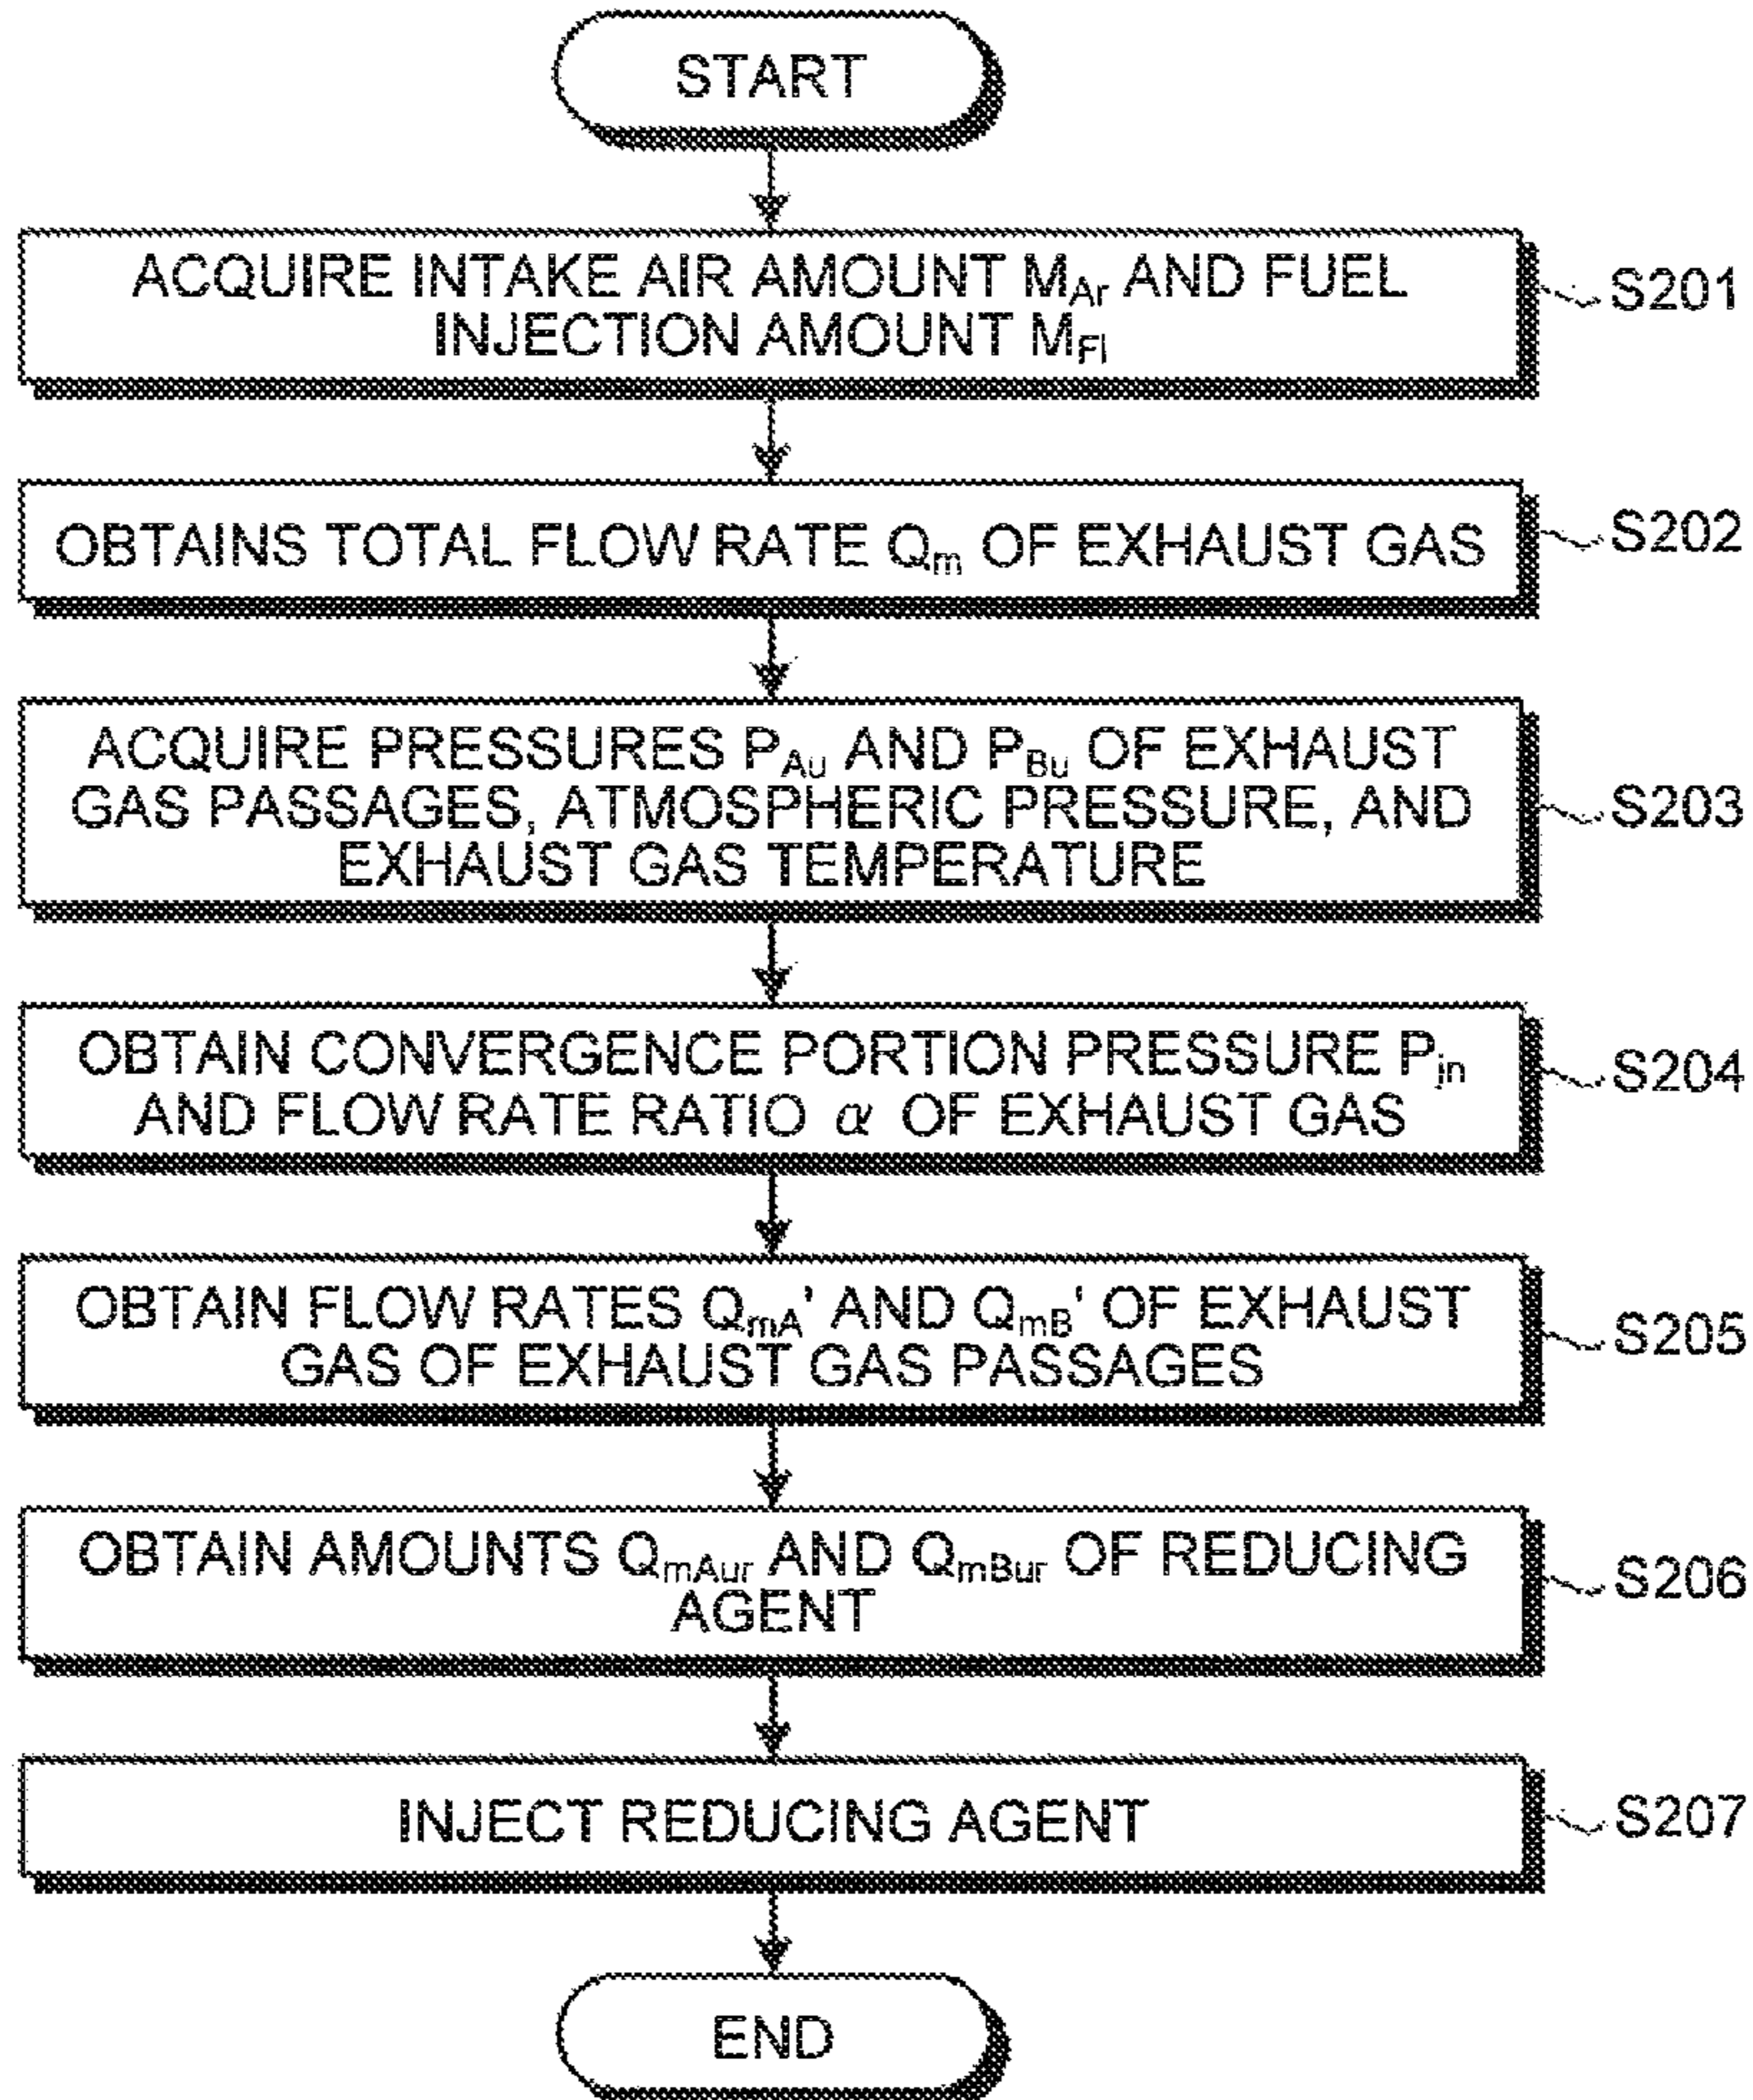 START
ACQUIRE INTAKE AIR AMOUNT MAr AND FUEL
INJECTION AMOUNT MFl
S201
OBTAINS TOTAL FLOW RATE Qm OF EXHAUST GAS
S202
ACQUIRE PRESSURES PAu AND PBu OF EXHAUST
GAS PASSAGES, ATMOSPHERIC PRESSURE, AND
EXHAUST GAS TEMPERATURE
S203
OBTAIN CONVERGENCE PORTION PRESSURE Pjn
AND FLOW RATE RATIO α OF EXHAUST GAS
S204
OBTAIN FLOW RATES QmA' AND QmB' OF EXHAUST
GAS OF EXHAUST GAS PASSAGES
S205
OBTAIN AMOUNTS QmAur AND QmBur OF REDUCING
AGENT
S206
INJECT REDUCING AGENT
S207
END